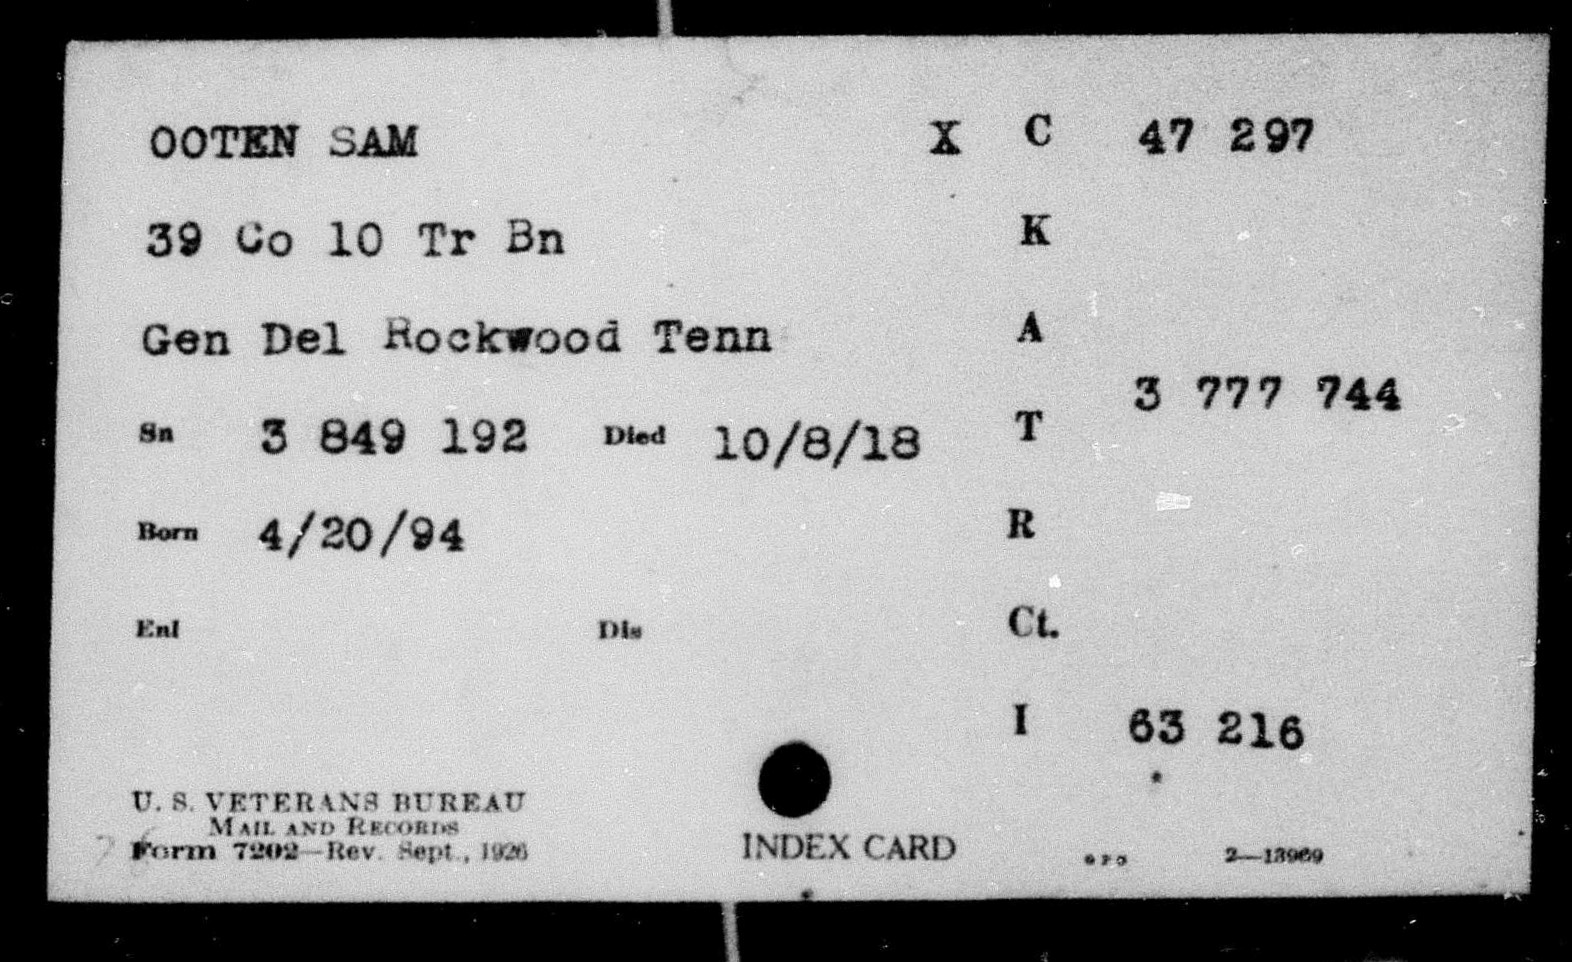 OOTEN SAM X C 47 297
39 Co 10 Tr Bn K
Gen Del Rockwood Tenn A
3 777 744
Sn 3 849 192 Died 10/8/18 T
Born 4/20/94 R
Enl Dis Ct.
I 63 216
U. S. VETERANS BUREAU
MAIL AND RECORDS
Form 7202—Rev. Sept., 1926 INDEX CARD GPO 2—13969